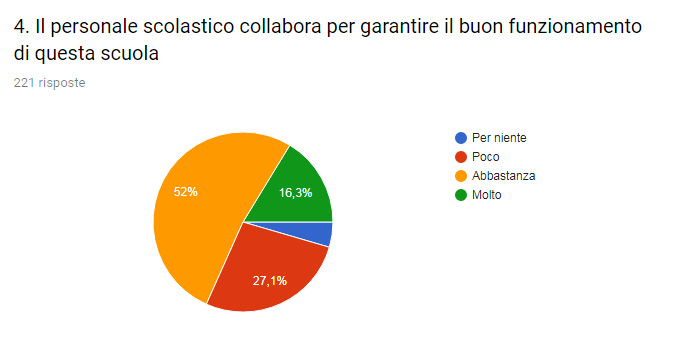 4. Il personale scolastico collabora per garantire il buon funzionamento
di questa scuola
221 risposte
Per niente
Poco
Abbastanza
Molto
52%
16,3%
27,1%